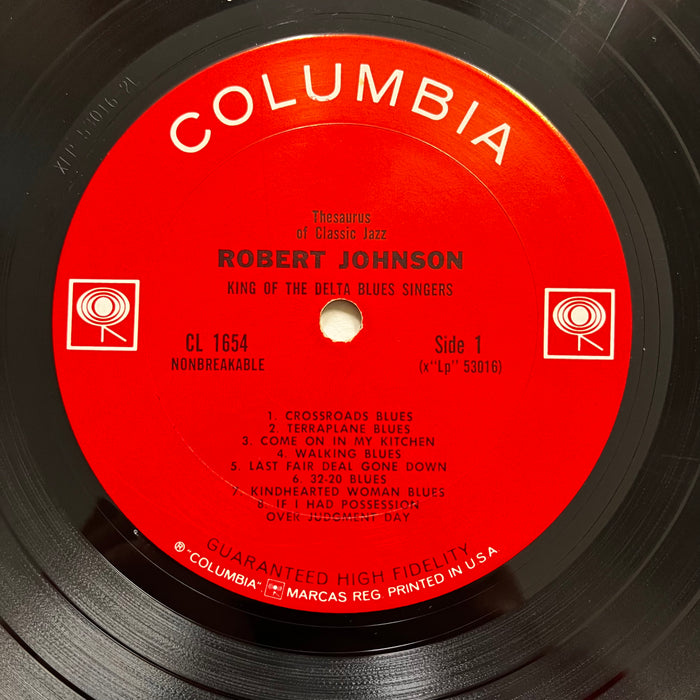 COLUMBIA
Thesaurus
of Classic Jazz
ROBERT JOHNSON
KING OF THE DELTA BLUES SINGERS
CL 1654
NONBREAKABLE
Side 1
(x"Lp" 53016)
1. CROSSROADS BLUES
2. TERRAPLANE BLUES
3. COME ON IN MY KITCHEN
4. WALKING BLUES
5. LAST FAIR DEAL GONE DOWN
6. 32-20 BLUES
7. KINDHEARTED WOMAN BLUES
8. IF I HAD POSSESSION
OVER JUDGMENT DAY
GUARANTEED HIGH FIDELITY
® "COLUMBIA". MARCAS REG. PRINTED IN U.S.A.